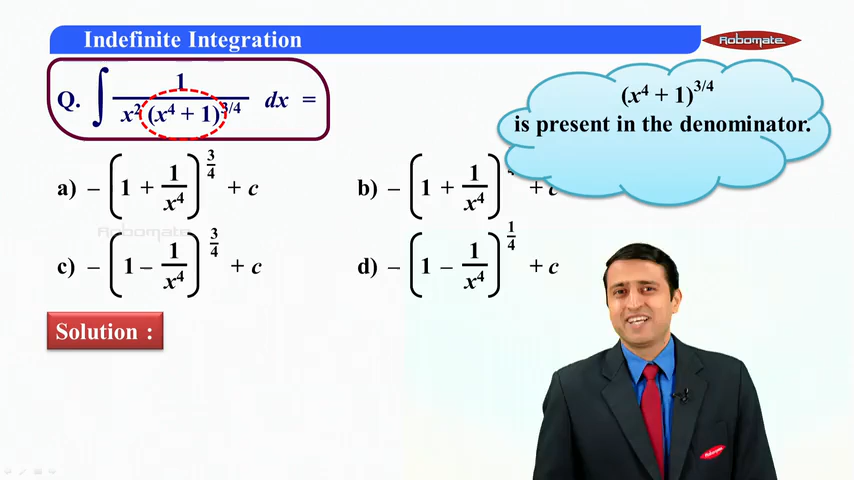 Indefinite Integration
Robomate
Q. ∫ 1 / x² (x⁴ + 1)^3/4 dx =
(x⁴ + 1)^3/4
is present in the denominator.
a) – (1 + 1/x⁴)^3/4 + c
b) – (1 + 1/x⁴) + c
Robomate
c) – (1 – 1/x⁴)^3/4 + c
d) – (1 – 1/x⁴)^1/4 + c
Solution :